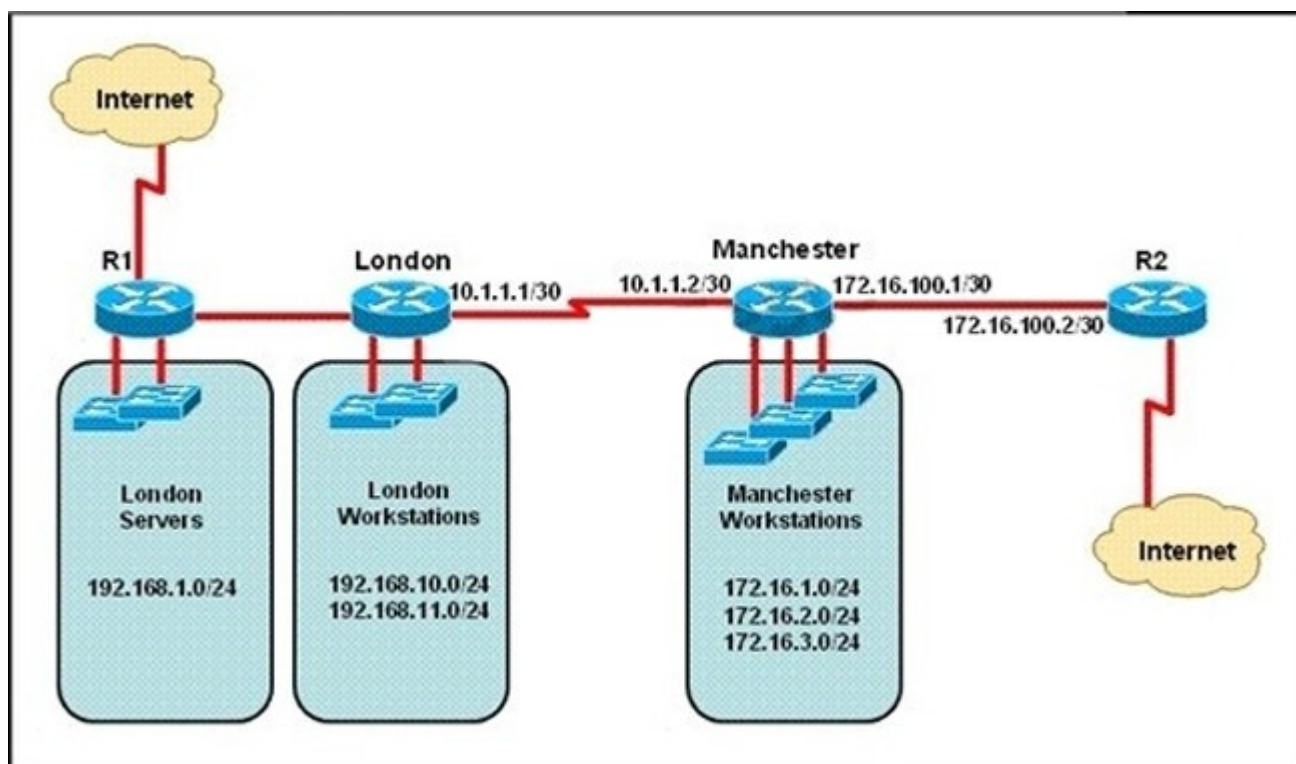 Internet
R1
London
Manchester
R2
10.1.1.1/30
10.1.1.2/30
172.16.100.1/30
172.16.100.2/30
London
Servers
192.168.1.0/24
London
Workstations
192.168.10.0/24
192.168.11.0/24
Manchester
Workstations
172.16.1.0/24
172.16.2.0/24
172.16.3.0/24
Internet